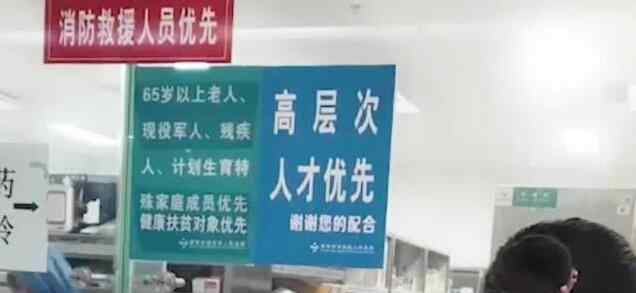 消防救援人员优先
65岁以上老人、
现役军人、残疾
人、计划生育特
殊家庭成员优先
健康扶贫对象优先
高层次
人才优先
谢谢您的配合
药
→